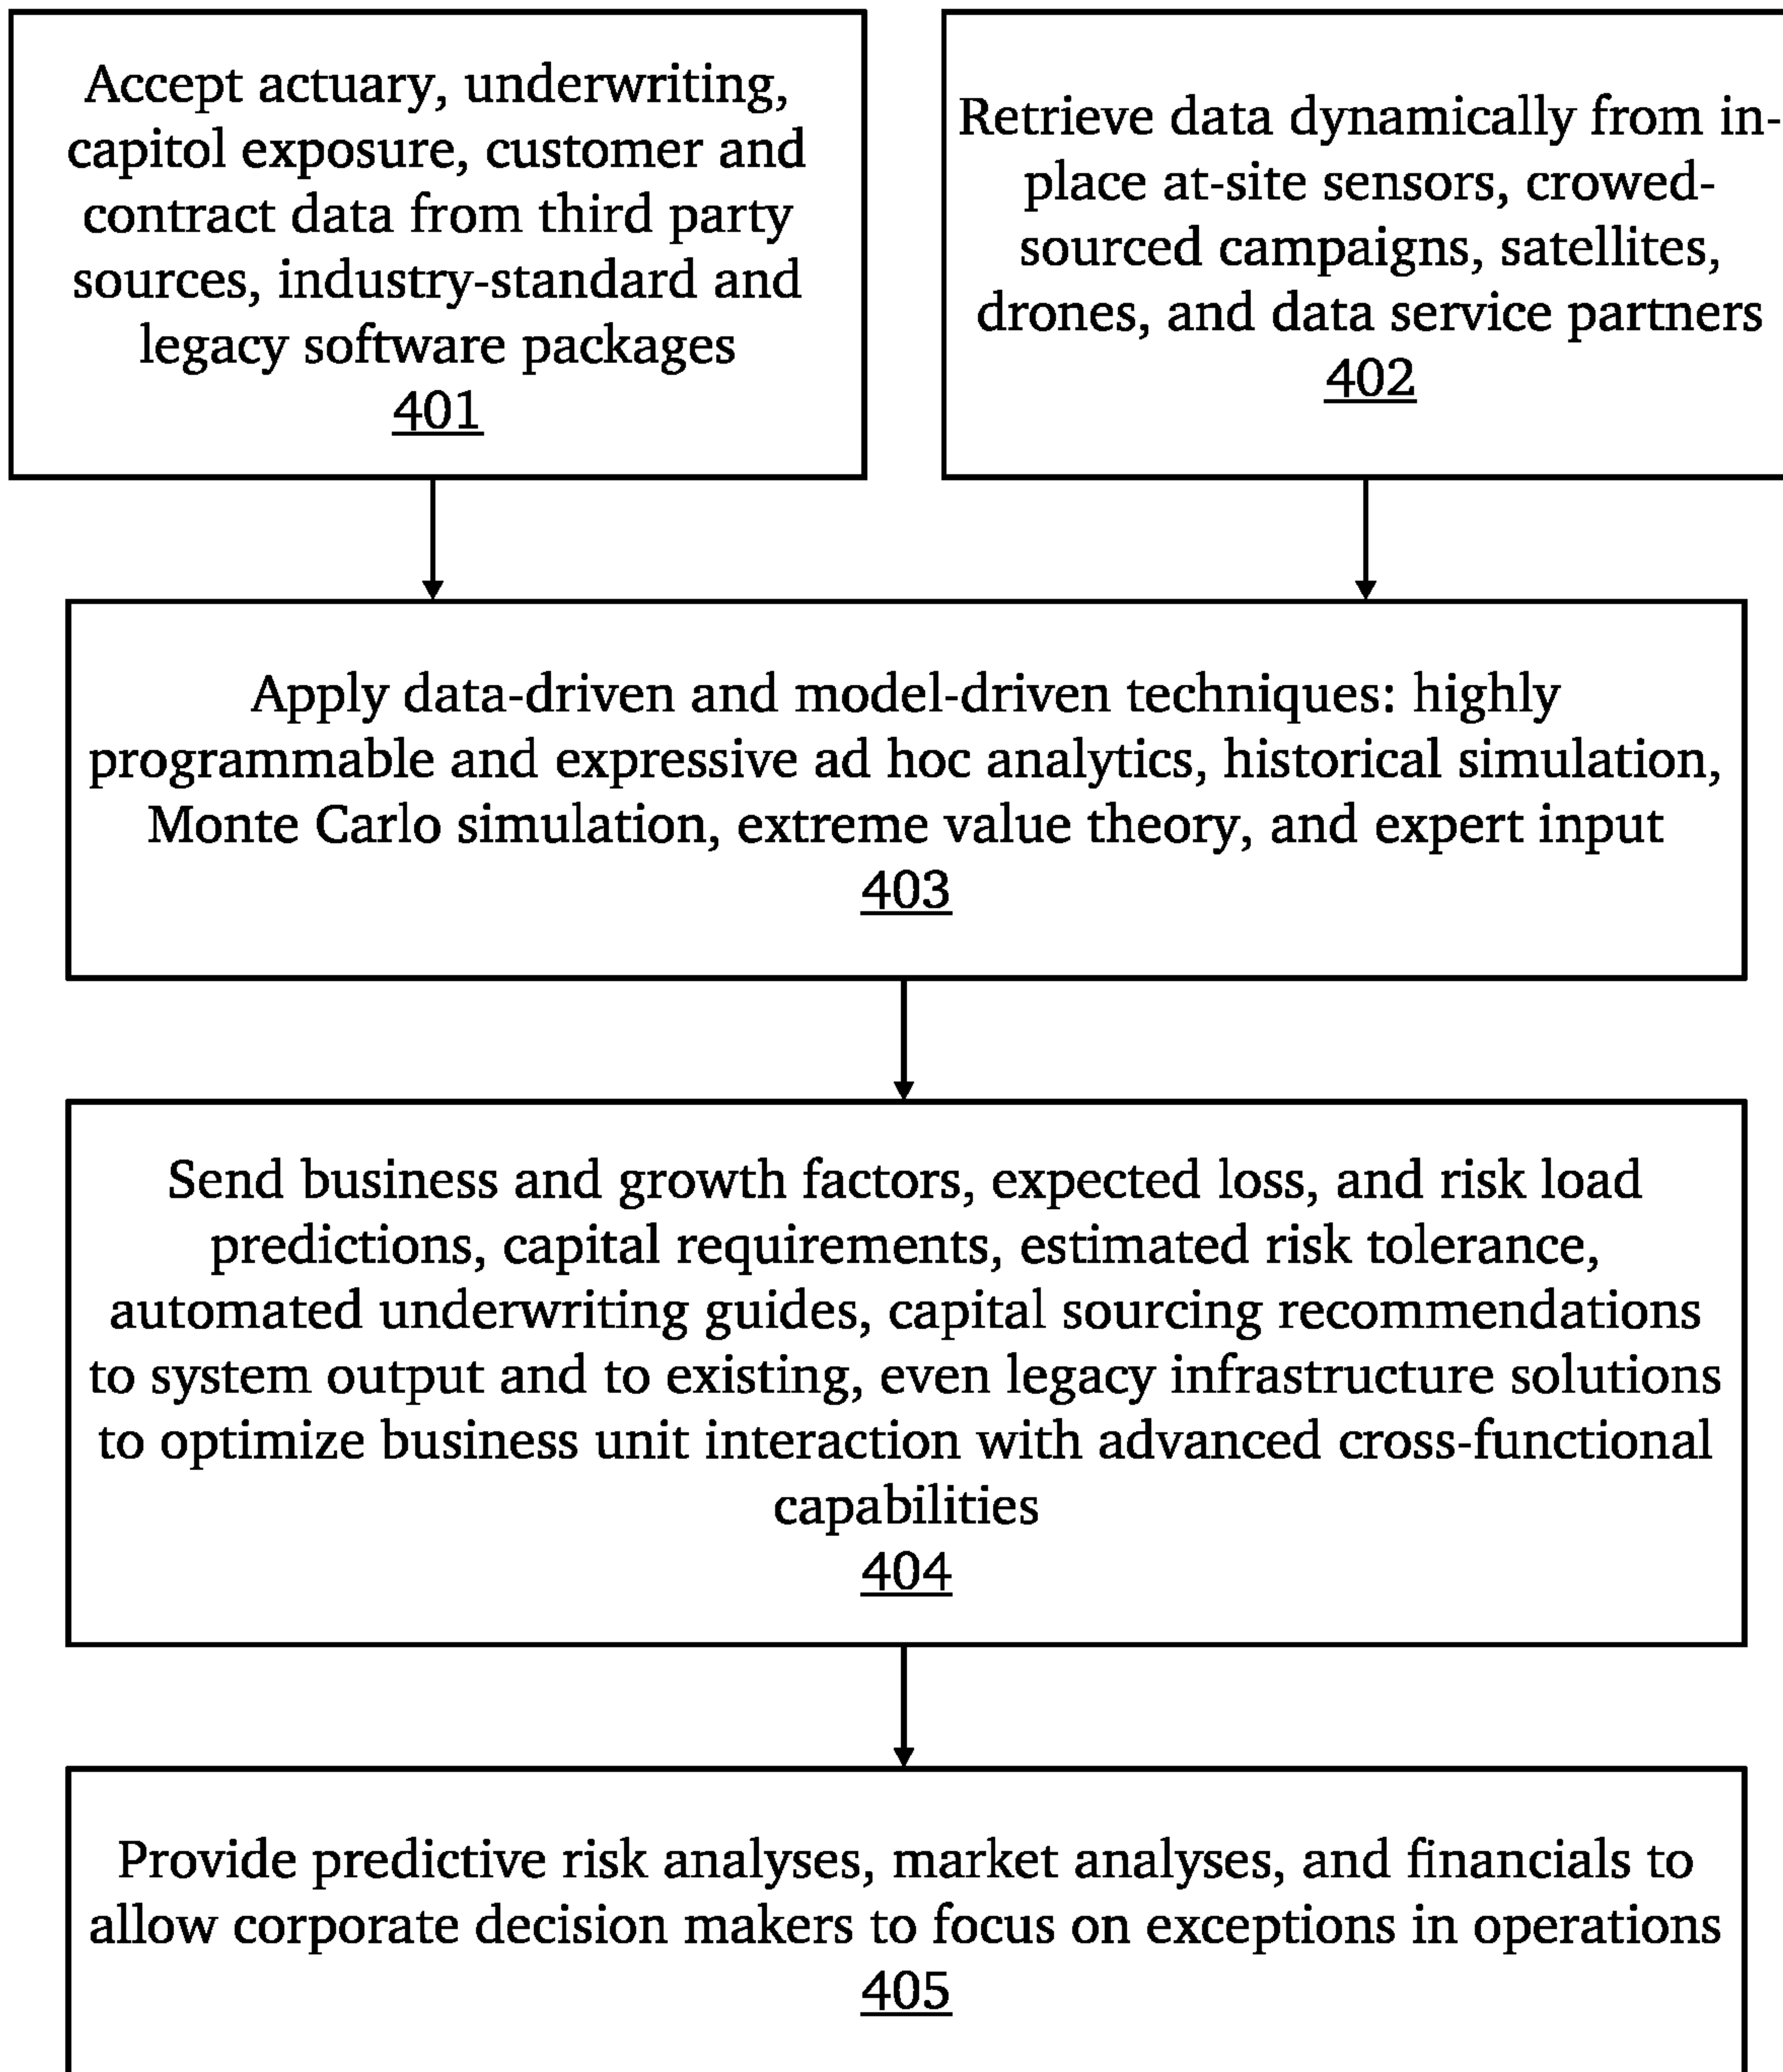 Accept actuary, underwriting,
capitol exposure, customer and
contract data from third party
sources, industry-standard and
legacy software packages
401
Retrieve data dynamically from in-
place at-site sensors, crowed-
sourced campaigns, satellites,
drones, and data service partners
402
Apply data-driven and model-driven techniques: highly
programmable and expressive ad hoc analytics, historical simulation,
Monte Carlo simulation, extreme value theory, and expert input
403
Send business and growth factors, expected loss, and risk load
predictions, capital requirements, estimated risk tolerance,
automated underwriting guides, capital sourcing recommendations
to system output and to existing, even legacy infrastructure solutions
to optimize business unit interaction with advanced cross-functional
capabilities
404
Provide predictive risk analyses, market analyses, and financials to
allow corporate decision makers to focus on exceptions in operations
405